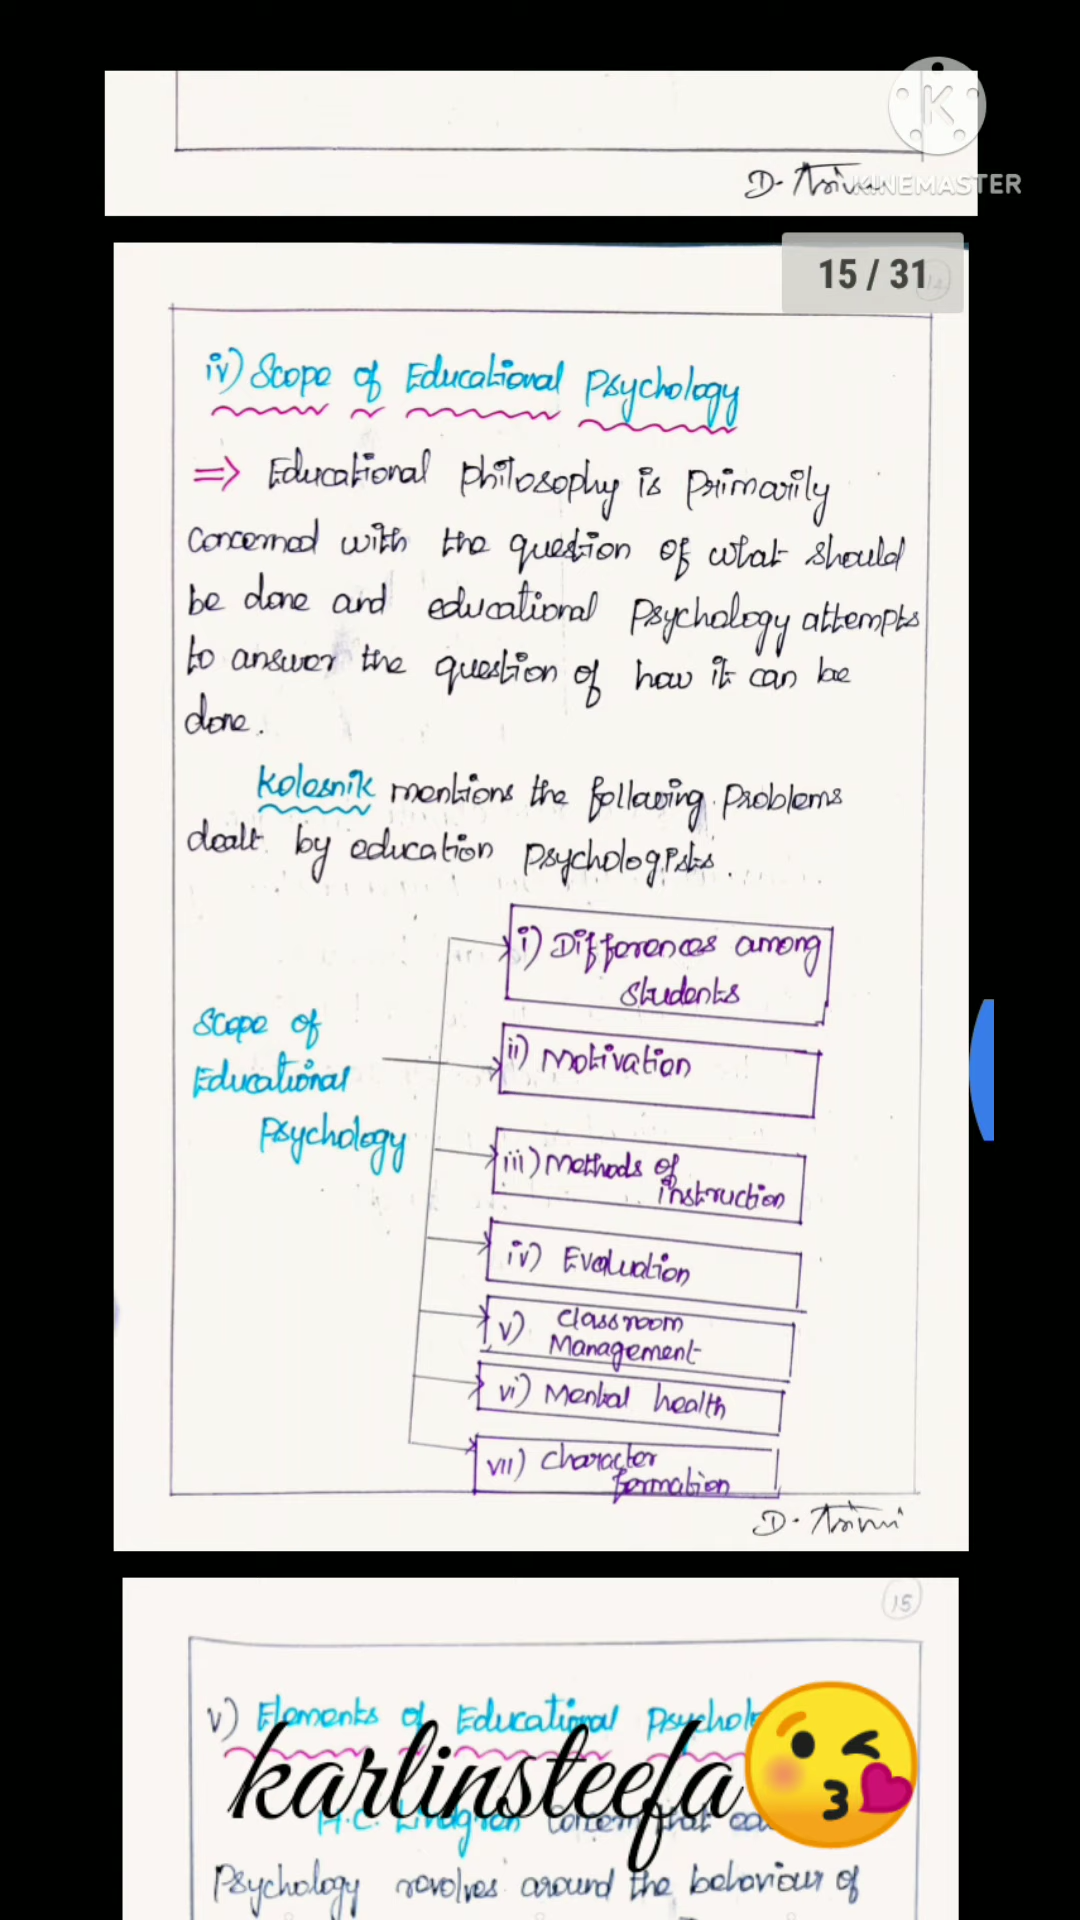 K
D. Asivi
KINEMASTER
15 / 31
14
iv) Scope of Educational Psychology
=> Educational philosophy is primarily
concerned with the question of what should
be done and educational Psychology attempts
to answer the question of how it can be
done.
Kolesnik mentions the following Problems
dealt by education Psychologists.
Scope of
Educational
Psychology
i) Differences among
students
ii) Motivation
iii) Methods of
instruction
iv) Evaluation
v) Classroom
Management
vi) Mental health
vii) Character
formation
D.
15
v) Elements of Educational
karlinsteefa
H.C. Lindgren
Psychology revolves around the behaviour of